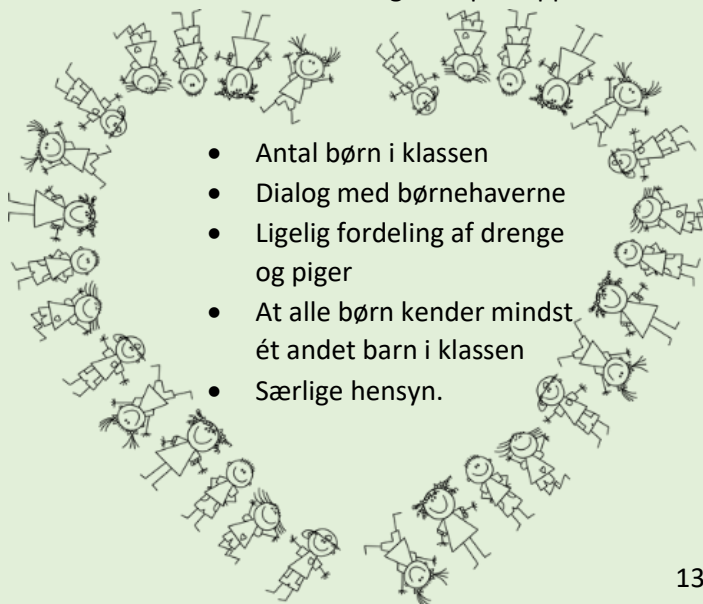 • Antal børn i klassen
• Dialog med børnehaverne
• Ligelig fordeling af drenge
og piger
• At alle børn kender mindst
ét andet barn i klassen
• Særlige hensyn.
13